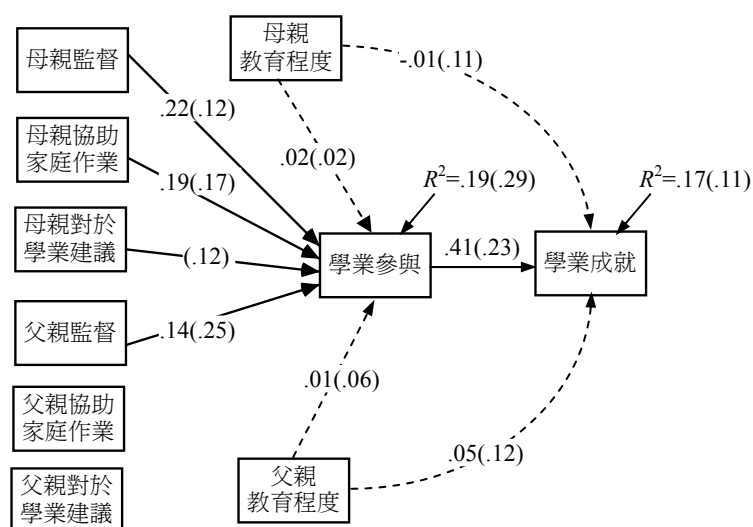 母親監督
母親協助
家庭作業
母親對於
學業建議
父親監督
父親協助
家庭作業
父親對於
學業建議
母親
教育程度
-.01(.11)
.22(.12)
.02(.02)
.19(.17)
R²=.19(.29)
R²=.17(.11)
(.12)
學業參與
.41(.23)
學業成就
.14(.25)
.01(.06)
.05(.12)
父親
教育程度